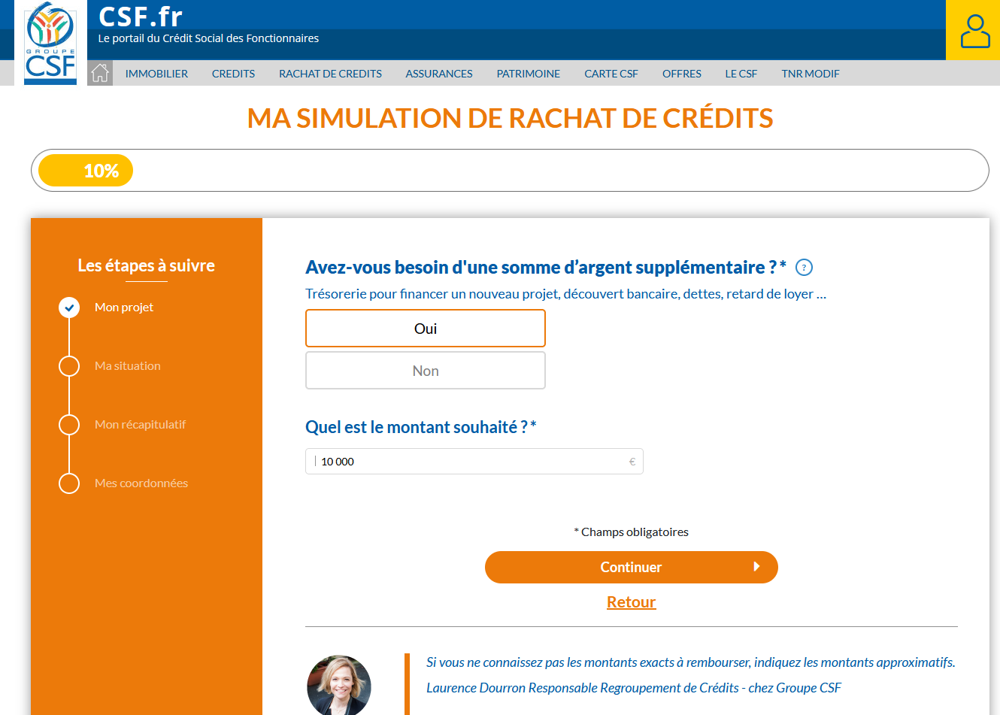 CSF.fr
Le portail du Crédit Social des Fonctionnaires
GROUPE
CSF
IMMOBILIER CREDITS RACHAT DE CREDITS ASSURANCES PATRIMOINE CARTE CSF OFFRES LE CSF TNR MODIF
MA SIMULATION DE RACHAT DE CRÉDITS
10%
Les étapes à suivre
Mon projet
Ma situation
Mon récapitulatif
Mes coordonnées
Avez-vous besoin d'une somme d’argent supplémentaire ? * ?
Trésorerie pour financer un nouveau projet, découvert bancaire, dettes, retard de loyer ...
Oui
Non
Quel est le montant souhaité ? *
10 000 €
* Champs obligatoires
Continuer
Retour
Si vous ne connaissez pas les montants exacts à rembourser, indiquez les montants approximatifs.
Laurence Dourron Responsable Regroupement de Crédits - chez Groupe CSF